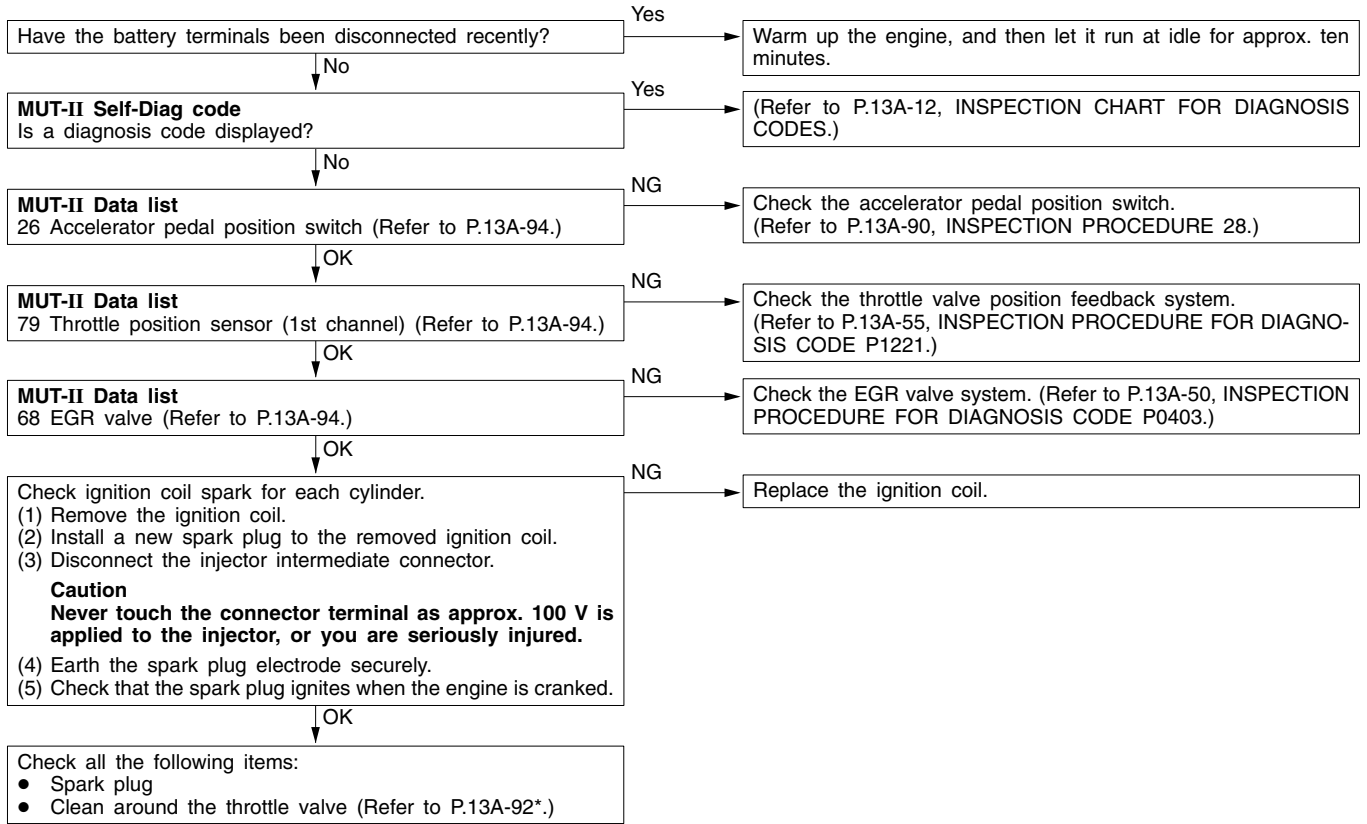 Have the battery terminals been disconnected recently?
Yes
Warm up the engine, and then let it run at idle for approx. ten
minutes.
No
MUT-II Self-Diag code
Is a diagnosis code displayed?
Yes
(Refer to P.13A-12, INSPECTION CHART FOR DIAGNOSIS
CODES.)
No
MUT-II Data list
26 Accelerator pedal position switch (Refer to P.13A-94.)
NG
Check the accelerator pedal position switch.
(Refer to P.13A-90, INSPECTION PROCEDURE 28.)
OK
MUT-II Data list
79 Throttle position sensor (1st channel) (Refer to P.13A-94.)
NG
Check the throttle valve position feedback system.
(Refer to P.13A-55, INSPECTION PROCEDURE FOR DIAGNO-
SIS CODE P1221.)
OK
MUT-II Data list
68 EGR valve (Refer to P.13A-94.)
NG
Check the EGR valve system. (Refer to P.13A-50, INSPECTION
PROCEDURE FOR DIAGNOSIS CODE P0403.)
OK
Check ignition coil spark for each cylinder.
(1) Remove the ignition coil.
(2) Install a new spark plug to the removed ignition coil.
(3) Disconnect the injector intermediate connector.
Caution
Never touch the connector terminal as approx. 100 V is
applied to the injector, or you are seriously injured.
(4) Earth the spark plug electrode securely.
(5) Check that the spark plug ignites when the engine is cranked.
NG
Replace the ignition coil.
OK
Check all the following items:
● Spark plug
● Clean around the throttle valve (Refer to P.13A-92*.)